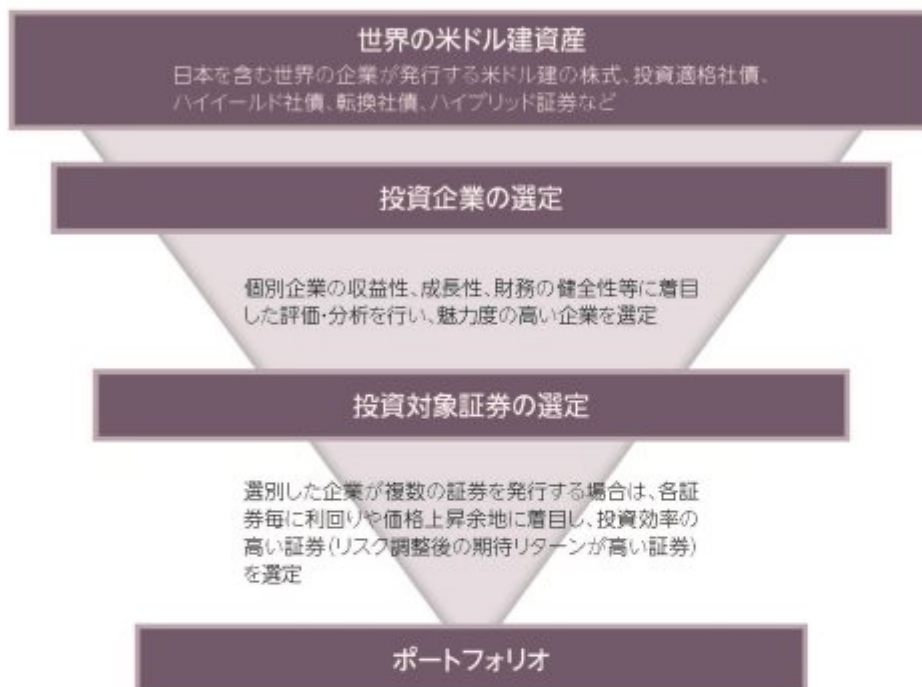 世界の米ドル建資産
日本を含む世界の企業が発行する米ドル建の株式、投資適格社債、
ハイイールド社債、転換社債、ハイブリッド証券など
投資企業の選定
個別企業の収益性、成長性、財務の健全性等に着目
した評価・分析を行い、魅力度の高い企業を選定
投資対象証券の選定
選別した企業が複数の証券を発行する場合は、各証
券毎に利回りや価格上昇余地に着目し、投資効率の
高い証券(リスク調整後の期待リターンが高い証券)
を選定
ポートフォリオ